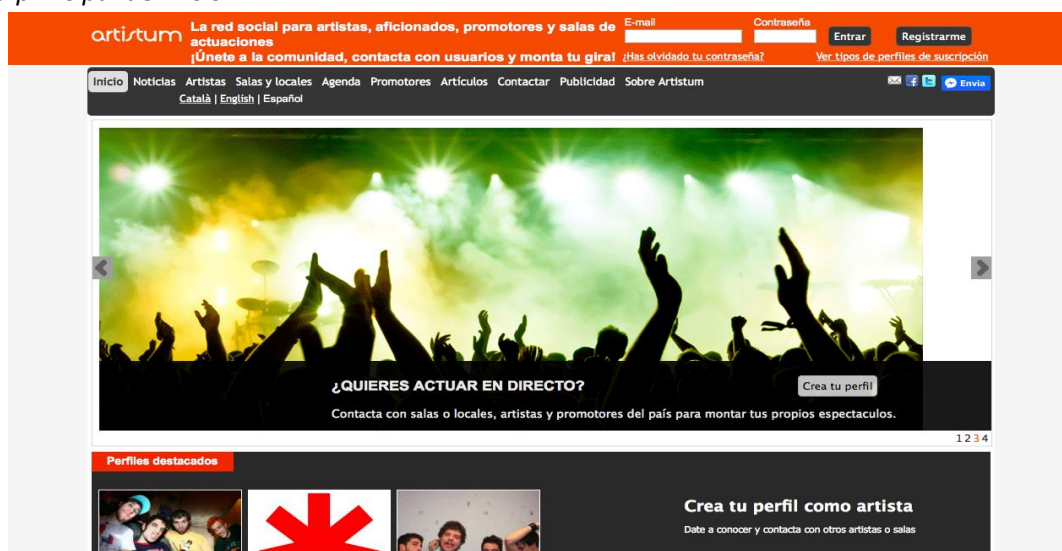 artistum
La red social para artistas, aficionados, promotores y salas de
actuaciones
¡Únete a la comunidad, contacta con usuarios y monta tu gira!
E-mail
Contraseña
Entrar
Registrarme
¿Has olvidado tu contraseña?
Ver tipos de perfiles de suscripción
Inicio Noticias Artistas Salas y locales Agenda Promotores Artículos Contactar Publicidad Sobre Artistum
Envía
Català | English | Español
¿QUIERES ACTUAR EN DIRECTO?
Crea tu perfil
Contacta con salas o locales, artistas y promotores del país para montar tus propios espectaculos.
1 2 3 4
Perfiles destacados
Crea tu perfil como artista
Date a conocer y contacta con otros artistas o salas